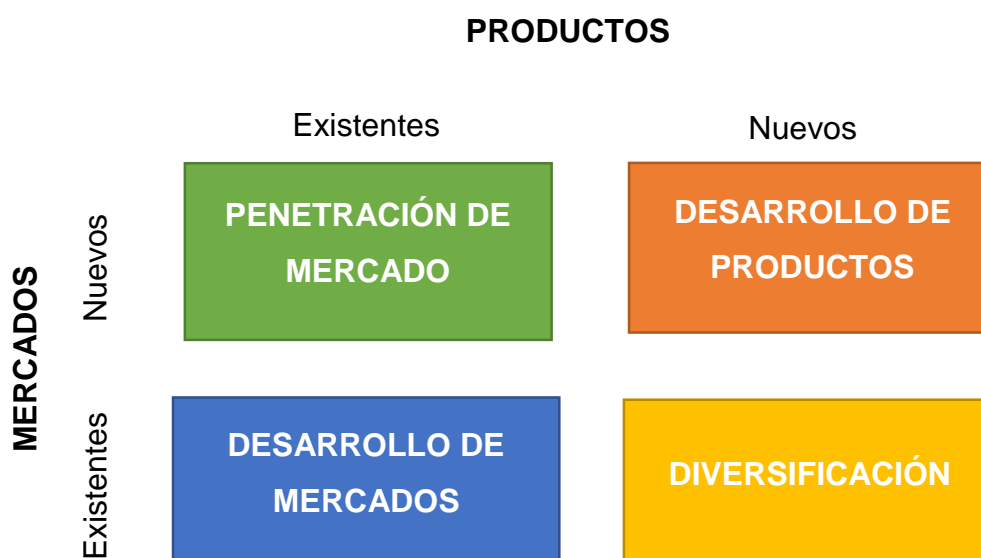 PRODUCTOS
Existentes
Nuevos
MERCADOS
Nuevos
PENETRACIÓN DE
MERCADO
DESARROLLO DE
PRODUCTOS
Existentes
DESARROLLO DE
MERCADOS
DIVERSIFICACIÓN